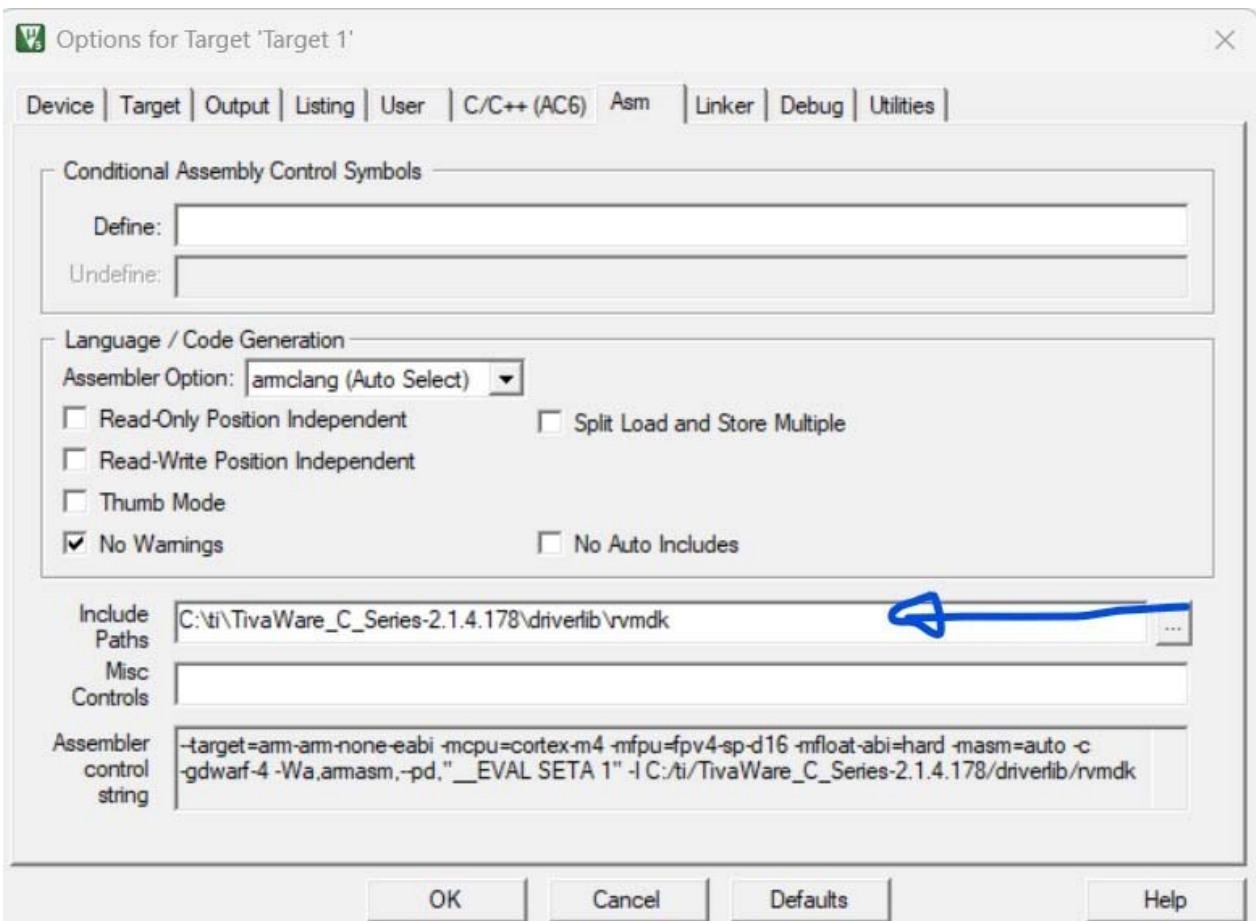 Options for Target 'Target 1'
Device Target Output Listing User C/C++ (AC6) Asm Linker Debug Utilities
Conditional Assembly Control Symbols
Define:
Undefine:
Language / Code Generation
Assembler Option: armclang (Auto Select)
Read-Only Position Independent Split Load and Store Multiple
Read-Write Position Independent
Thumb Mode
No Warnings No Auto Includes
Include Paths C:\ti\TivaWare_C_Series-2.1.4.178\driverlib\rvmdk ...
Misc Controls
Assembler control string --target=arm-arm-none-eabi -mcpu=cortex-m4 -mfpu=fpv4-sp-d16 -mfloat-abi=hard -masm=auto -c
-gdwarf-4 -Wa,armasm,--pd,"__EVAL SETA 1" -I C:/ti/TivaWare_C_Series-2.1.4.178/driverlib/rvmdk
OK Cancel Defaults Help